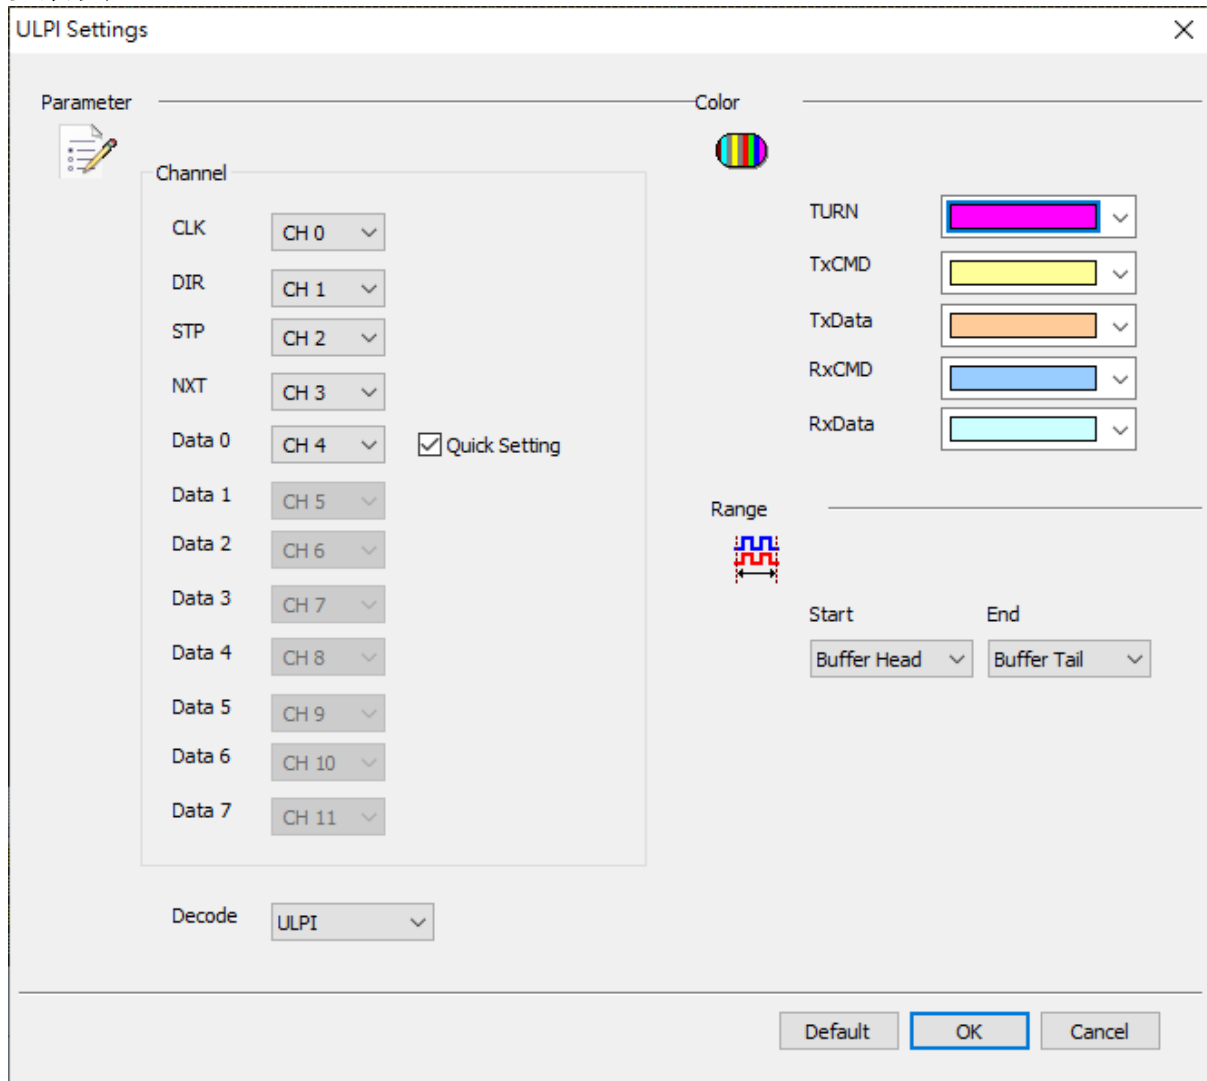 ULPI Settings
Parameter
Channel
CLK CH 0
DIR CH 1
STP CH 2
NXT CH 3
Data 0 CH 4 Quick Setting
Data 1 CH 5
Data 2 CH 6
Data 3 CH 7
Data 4 CH 8
Data 5 CH 9
Data 6 CH 10
Data 7 CH 11
Decode ULPI
Color
TURN
TxCMD
TxData
RxCMD
RxData
Range
Start End
Buffer Head Buffer Tail
Default OK Cancel